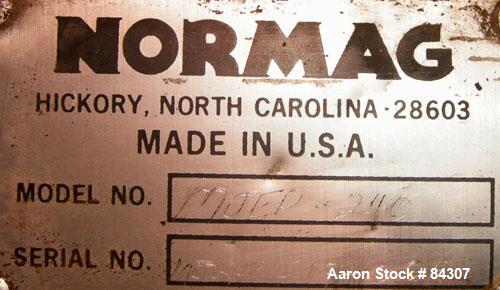 NORMAG
HICKORY, NORTH CAROLINA - 28603
MADE IN U.S.A.
MODEL NO.
SERIAL NO.
Aaron Stock # 84307